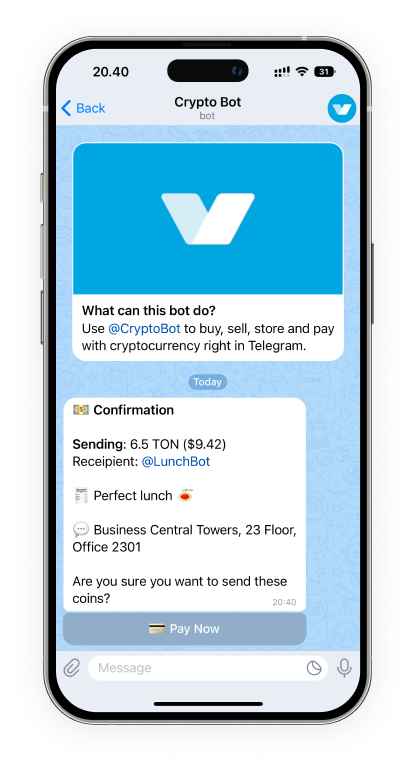 20.40
31
Back
Crypto Bot
bot
What can this bot do?
Use @CryptoBot to buy, sell, store and pay
with cryptocurrency right in Telegram.
Today
💵 Confirmation
Sending: 6.5 TON ($9.42)
Receipient: @LunchBot
🧾 Perfect lunch 🍝
💬 Business Central Towers, 23 Floor,
Office 2301
Are you sure you want to send these
coins?
20:40
💳 Pay Now
Message